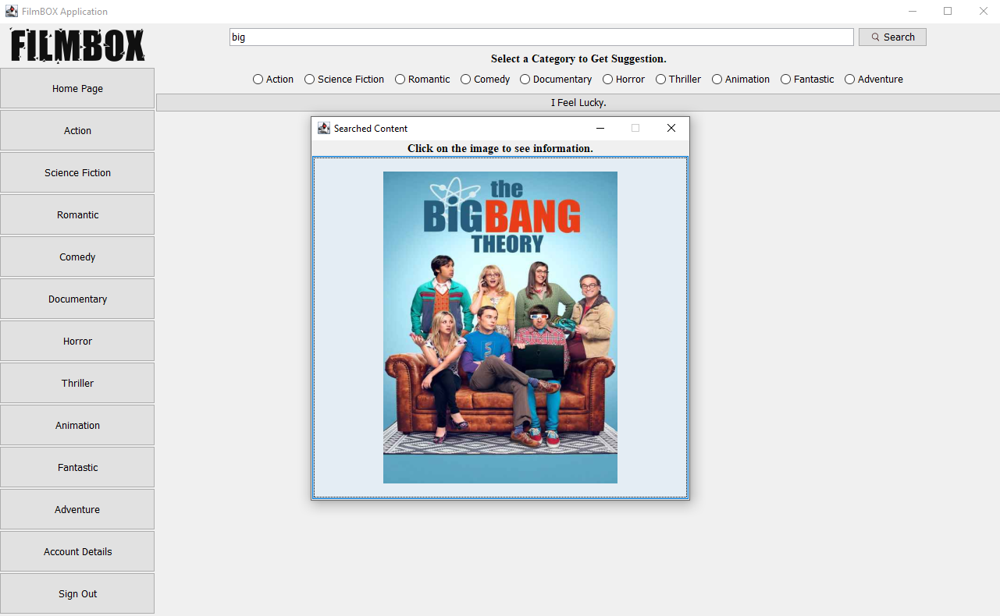 FilmBOX Application
FILMBOX
big
Search
Select a Category to Get Suggestion.
Action Science Fiction Romantic Comedy Documentary Horror Thriller Animation Fantastic Adventure
I Feel Lucky.
Home Page
Action
Science Fiction
Romantic
Comedy
Documentary
Horror
Thriller
Animation
Fantastic
Adventure
Account Details
Sign Out
Searched Content
Click on the image to see information.
the
BiGBANG
THEORY